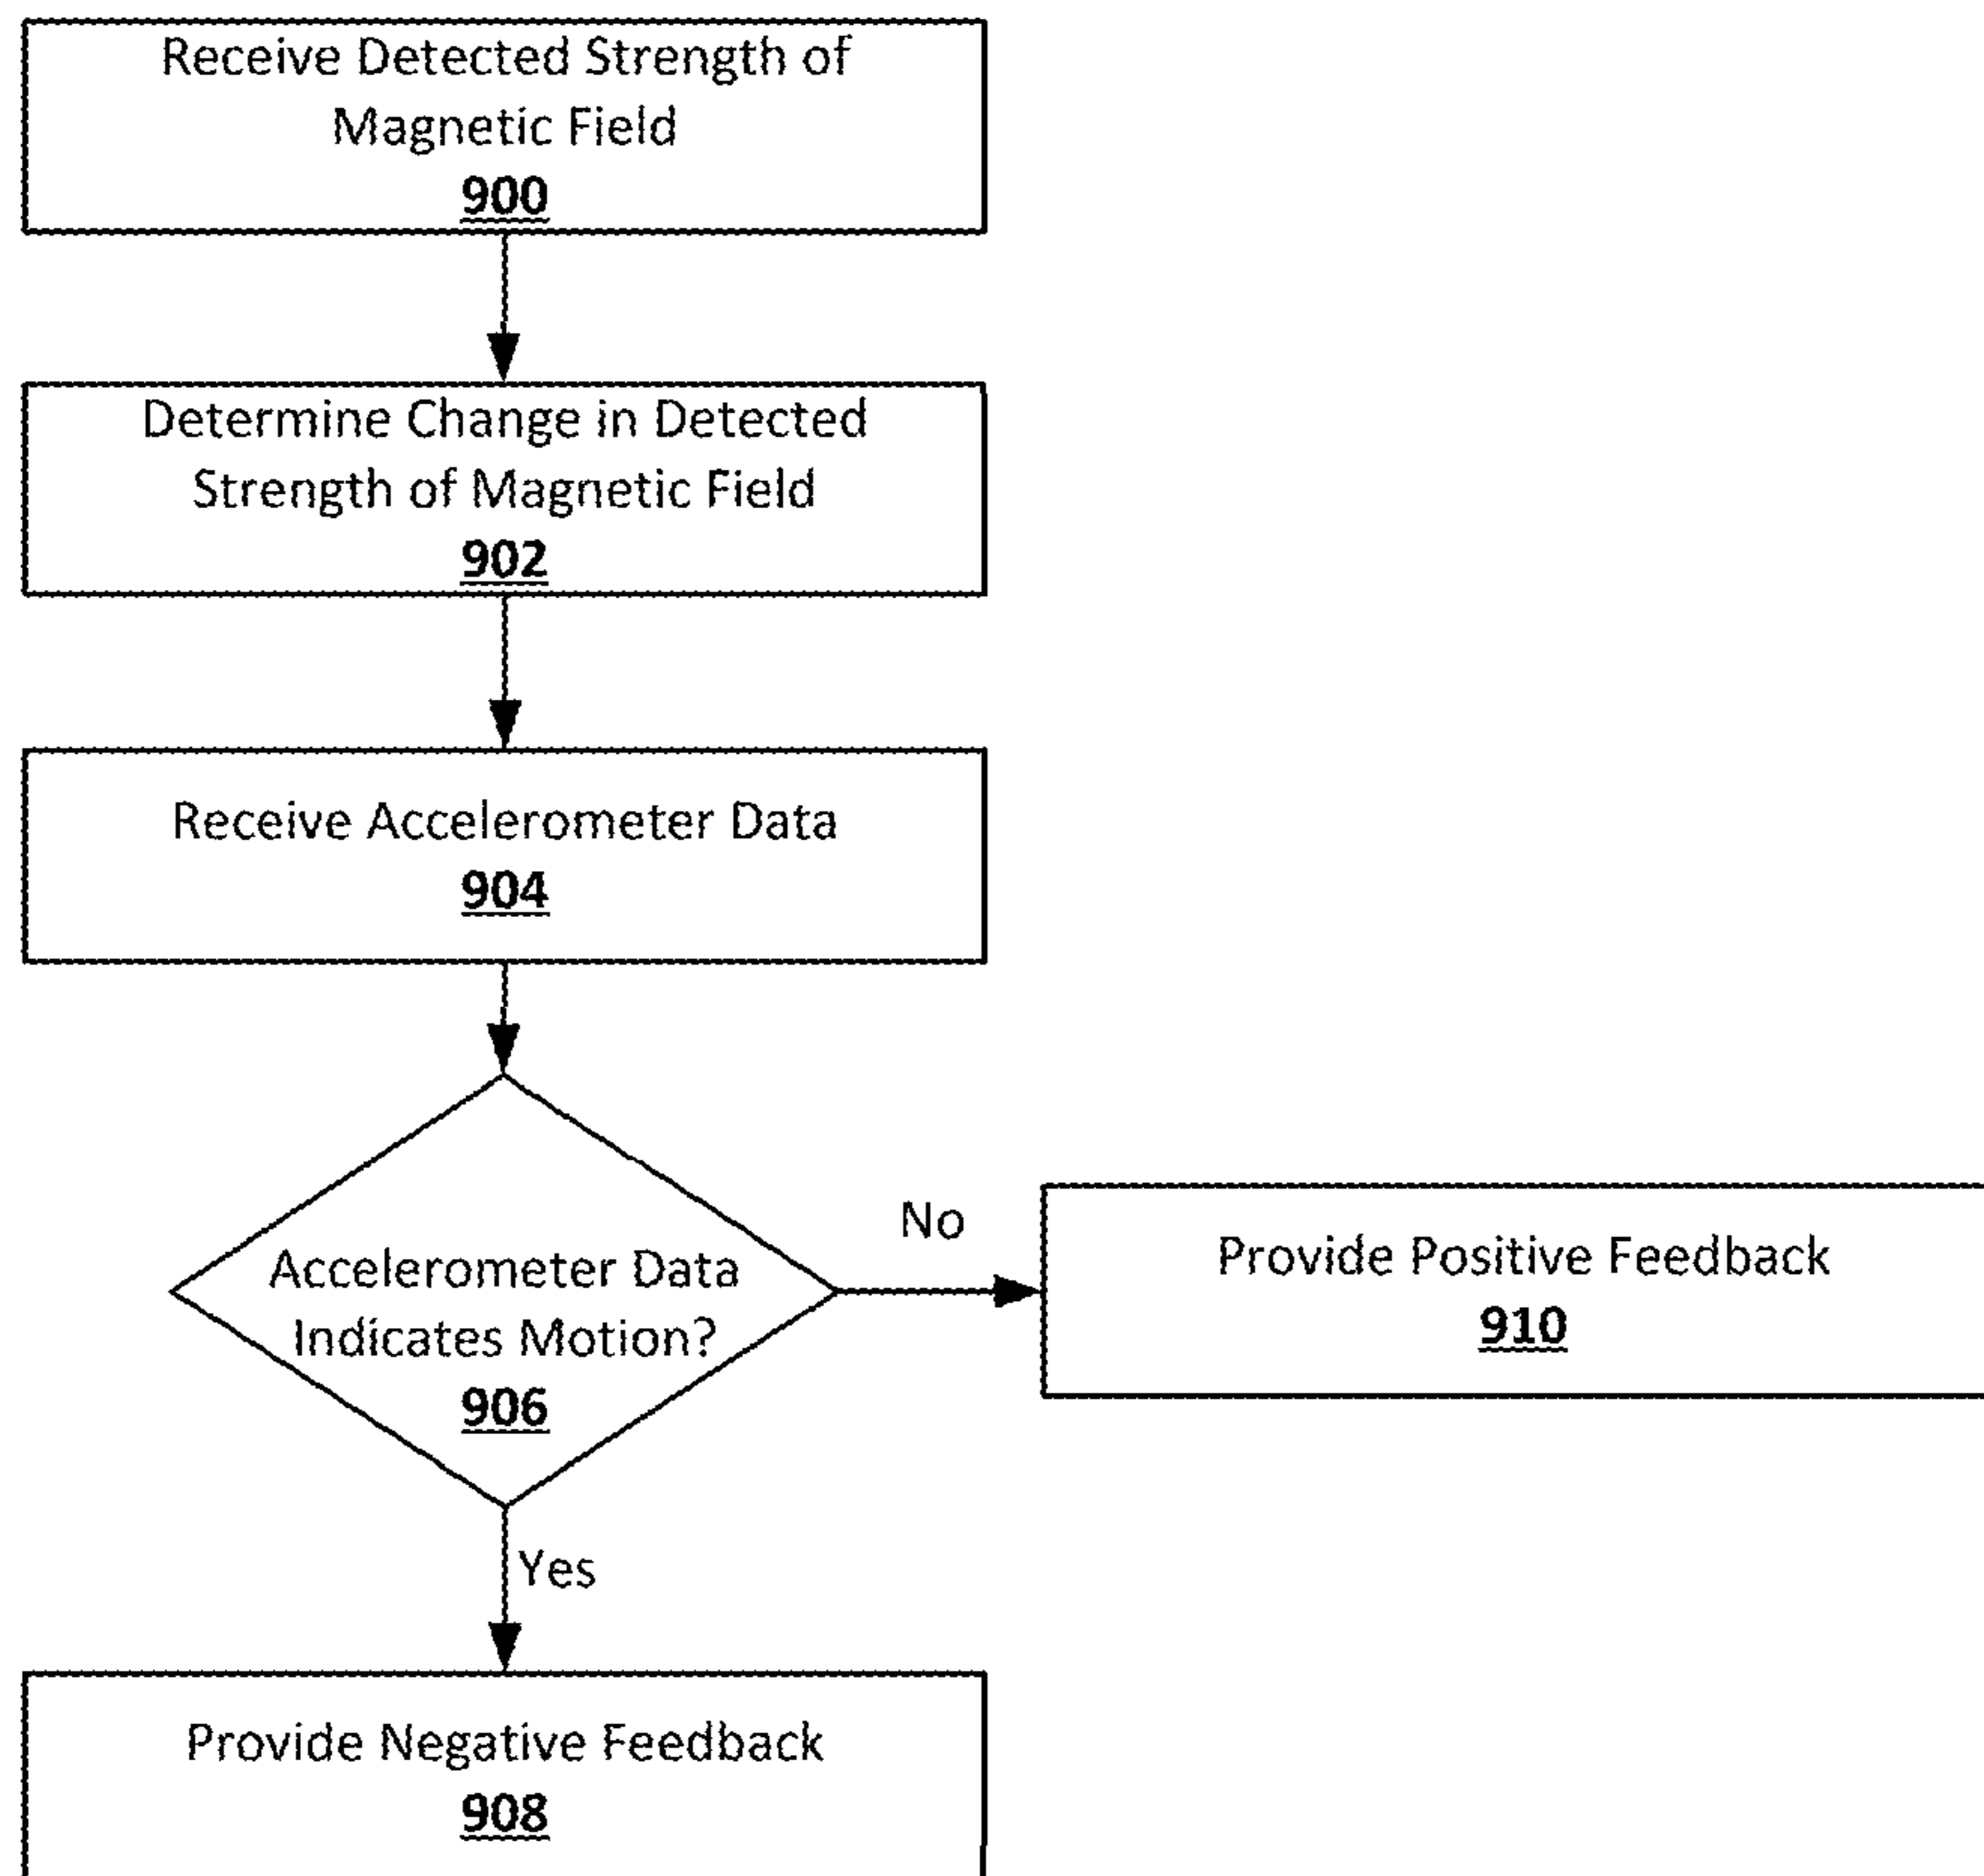 Receive Detected Strength of
Magnetic Field
900
Determine Change in Detected
Strength of Magnetic Field
902
Receive Accelerometer Data
904
Accelerometer Data
Indicates Motion?
906
No
Provide Positive Feedback
910
Yes
Provide Negative Feedback
908